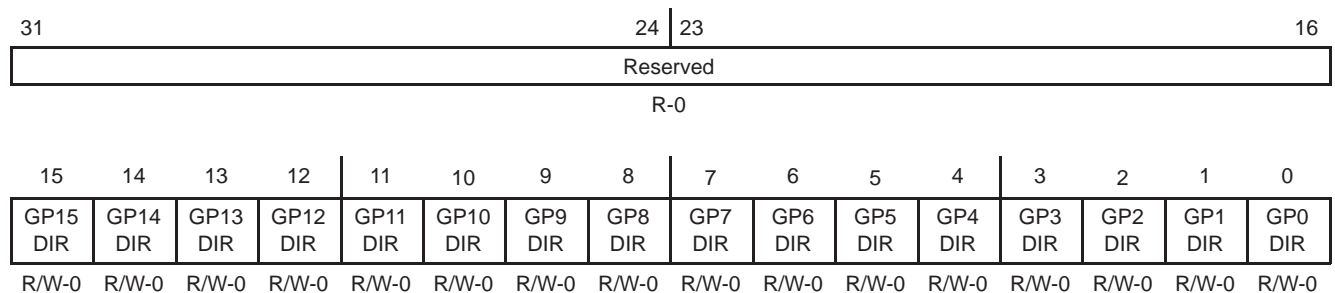 31 24 23 16
Reserved
R-0
15 14 13 12 11 10 9 8 7 6 5 4 3 2 1 0
GP15 GP14 GP13 GP12 GP11 GP10 GP9 GP8 GP7 GP6 GP5 GP4 GP3 GP2 GP1 GP0
DIR DIR DIR DIR DIR DIR DIR DIR DIR DIR DIR DIR DIR DIR DIR DIR
R/W-0 R/W-0 R/W-0 R/W-0 R/W-0 R/W-0 R/W-0 R/W-0 R/W-0 R/W-0 R/W-0 R/W-0 R/W-0 R/W-0 R/W-0 R/W-0